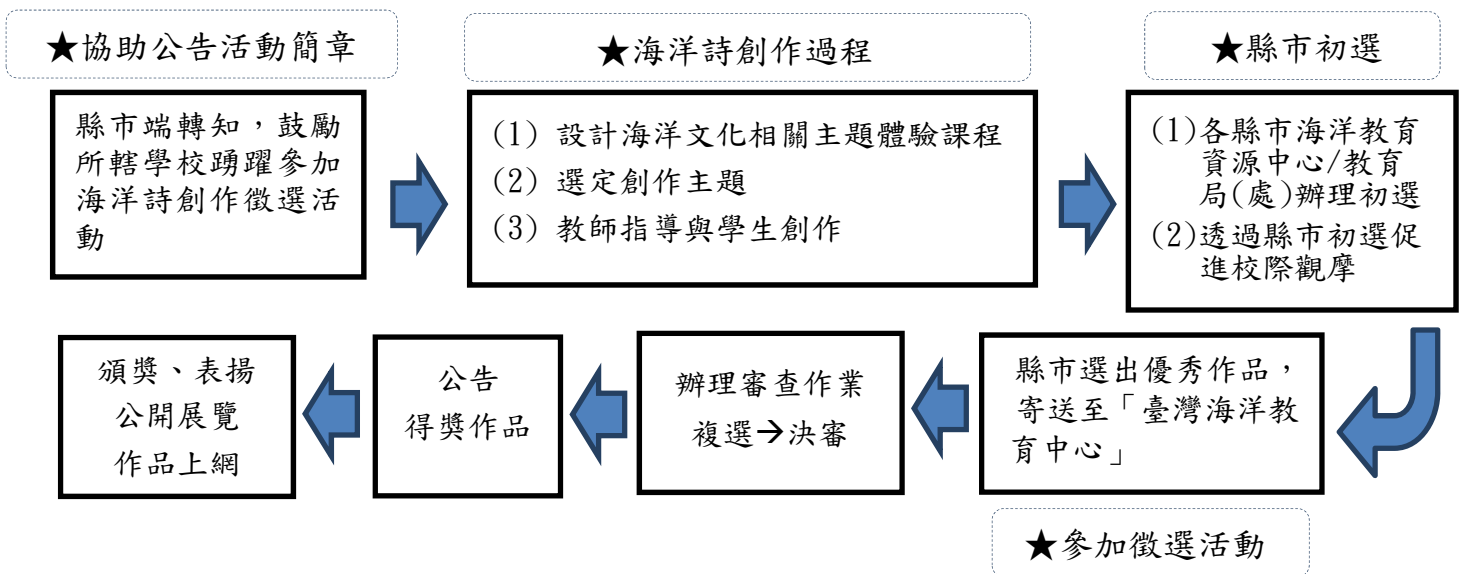 ★協助公告活動簡章
縣市端轉知，鼓勵
所轄學校踴躍參加
海洋詩創作徵選活
動
★海洋詩創作過程
(1) 設計海洋文化相關主題體驗課程
(2) 選定創作主題
(3) 教師指導與學生創作
★縣市初選
(1)各縣市海洋教育
資源中心/教育
局(處)辦理初選
(2)透過縣市初選促
進校際觀摩
縣市選出優秀作品，
寄送至「臺灣海洋教
育中心」
★參加徵選活動
辦理審查作業
複選→決審
公告
得獎作品
頒獎、表揚
公開展覽
作品上網